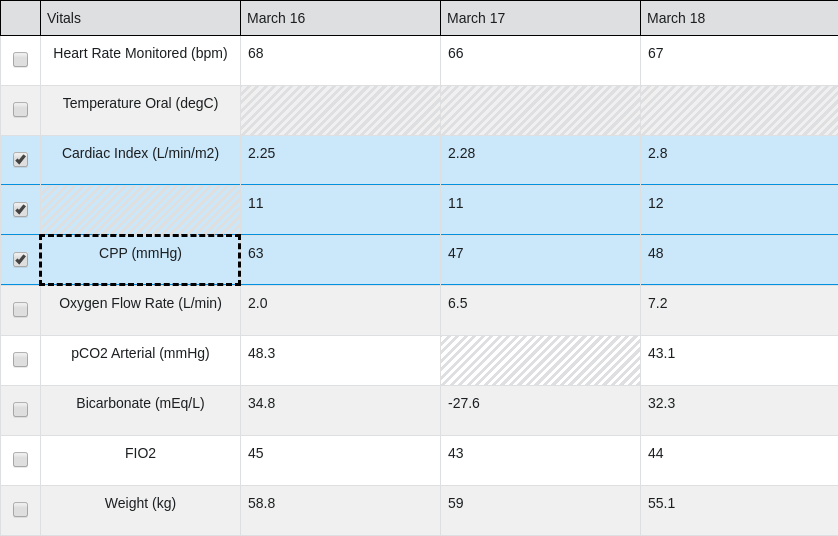 Vitals March 16 March 17 March 18
Heart Rate Monitored (bpm) 68 66 67
Temperature Oral (degC)
Cardiac Index (L/min/m2) 2.25 2.28 2.8
11 11 12
CPP (mmHg) 63 47 48
Oxygen Flow Rate (L/min) 2.0 6.5 7.2
pCO2 Arterial (mmHg) 48.3 43.1
Bicarbonate (mEq/L) 34.8 -27.6 32.3
FIO2 45 43 44
Weight (kg) 58.8 59 55.1